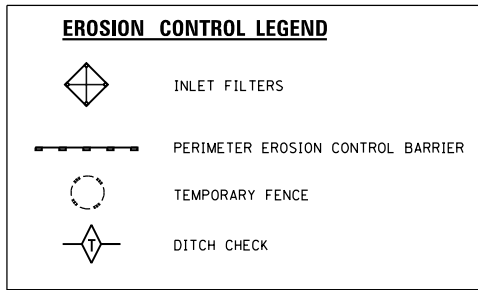 EROSION CONTROL LEGEND
INLET FILTERS
PERIMETER EROSION CONTROL BARRIER
TEMPORARY FENCE
T DITCH CHECK